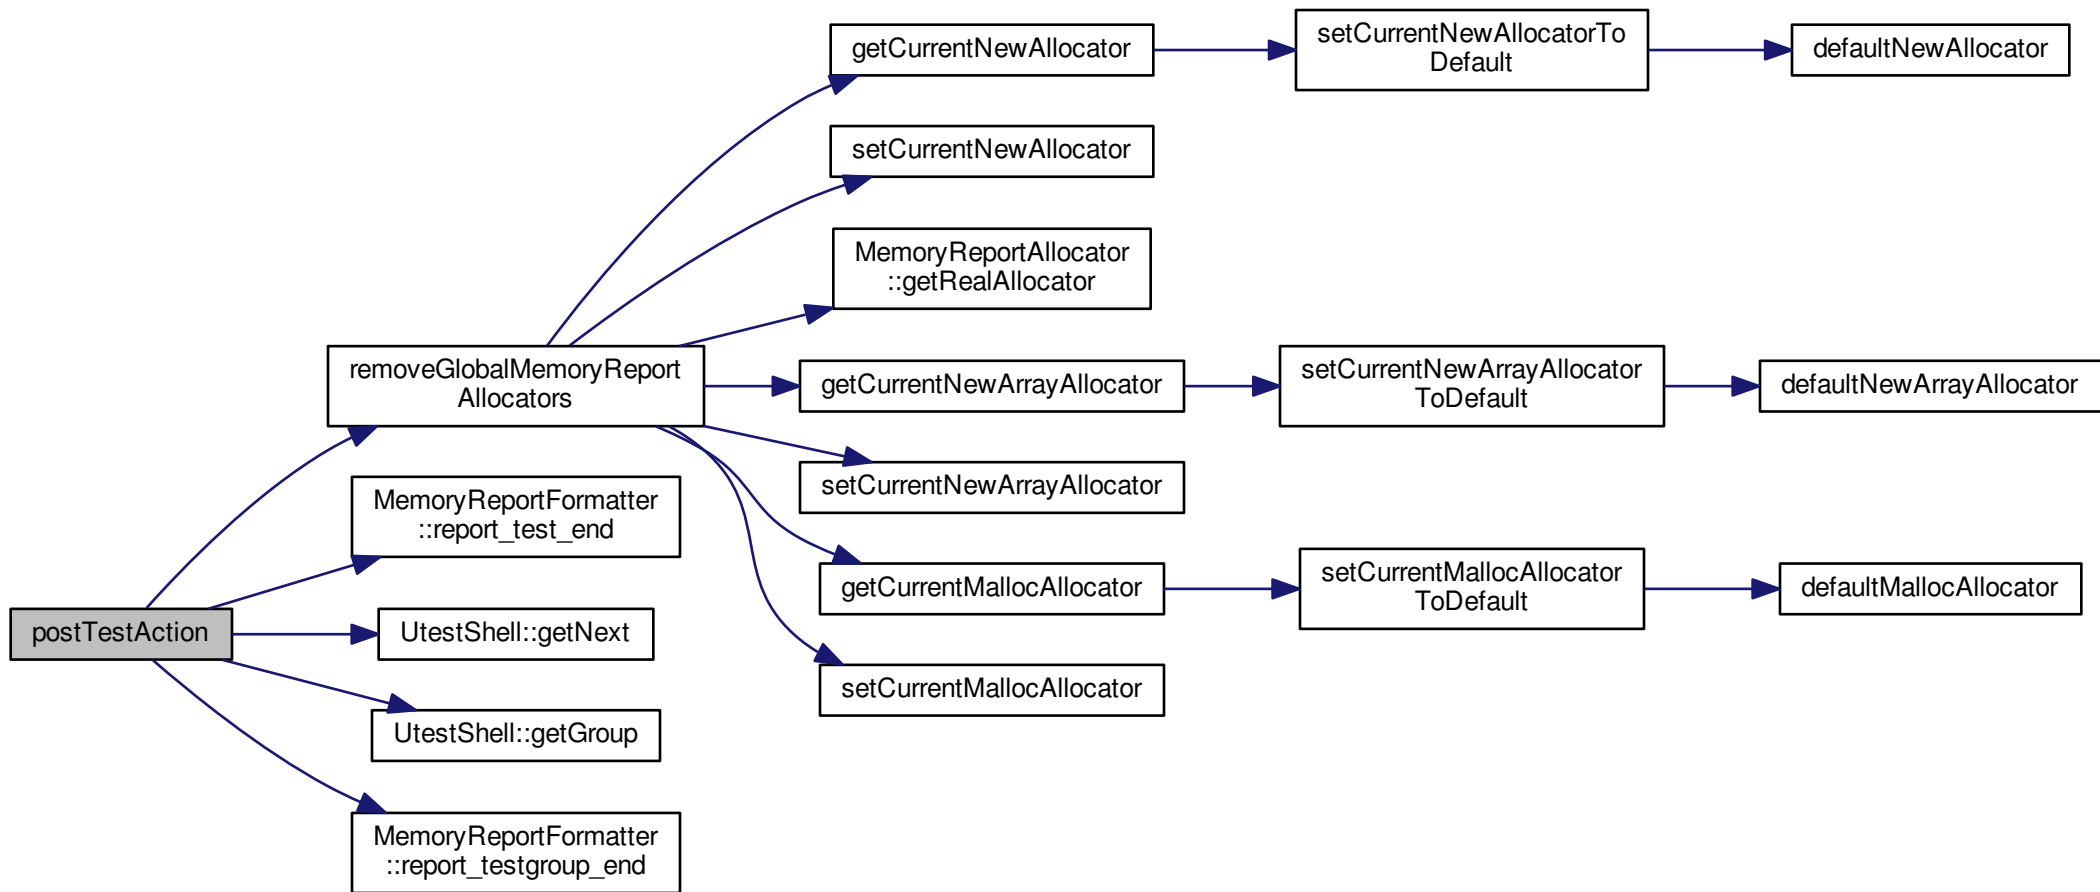 getCurrentNewAllocator
setCurrentNewAllocatorTo
Default
defaultNewAllocator
setCurrentNewAllocator
MemoryReportAllocator
::getRealAllocator
removeGlobalMemoryReport
Allocators
getCurrentNewArrayAllocator
setCurrentNewArrayAllocator
ToDefault
defaultNewArrayAllocator
setCurrentNewArrayAllocator
MemoryReportFormatter
::report_test_end
getCurrentMallocAllocator
setCurrentMallocAllocator
ToDefault
defaultMallocAllocator
postTestAction
UtestShell::getNext
setCurrentMallocAllocator
UtestShell::getGroup
MemoryReportFormatter
::report_testgroup_end